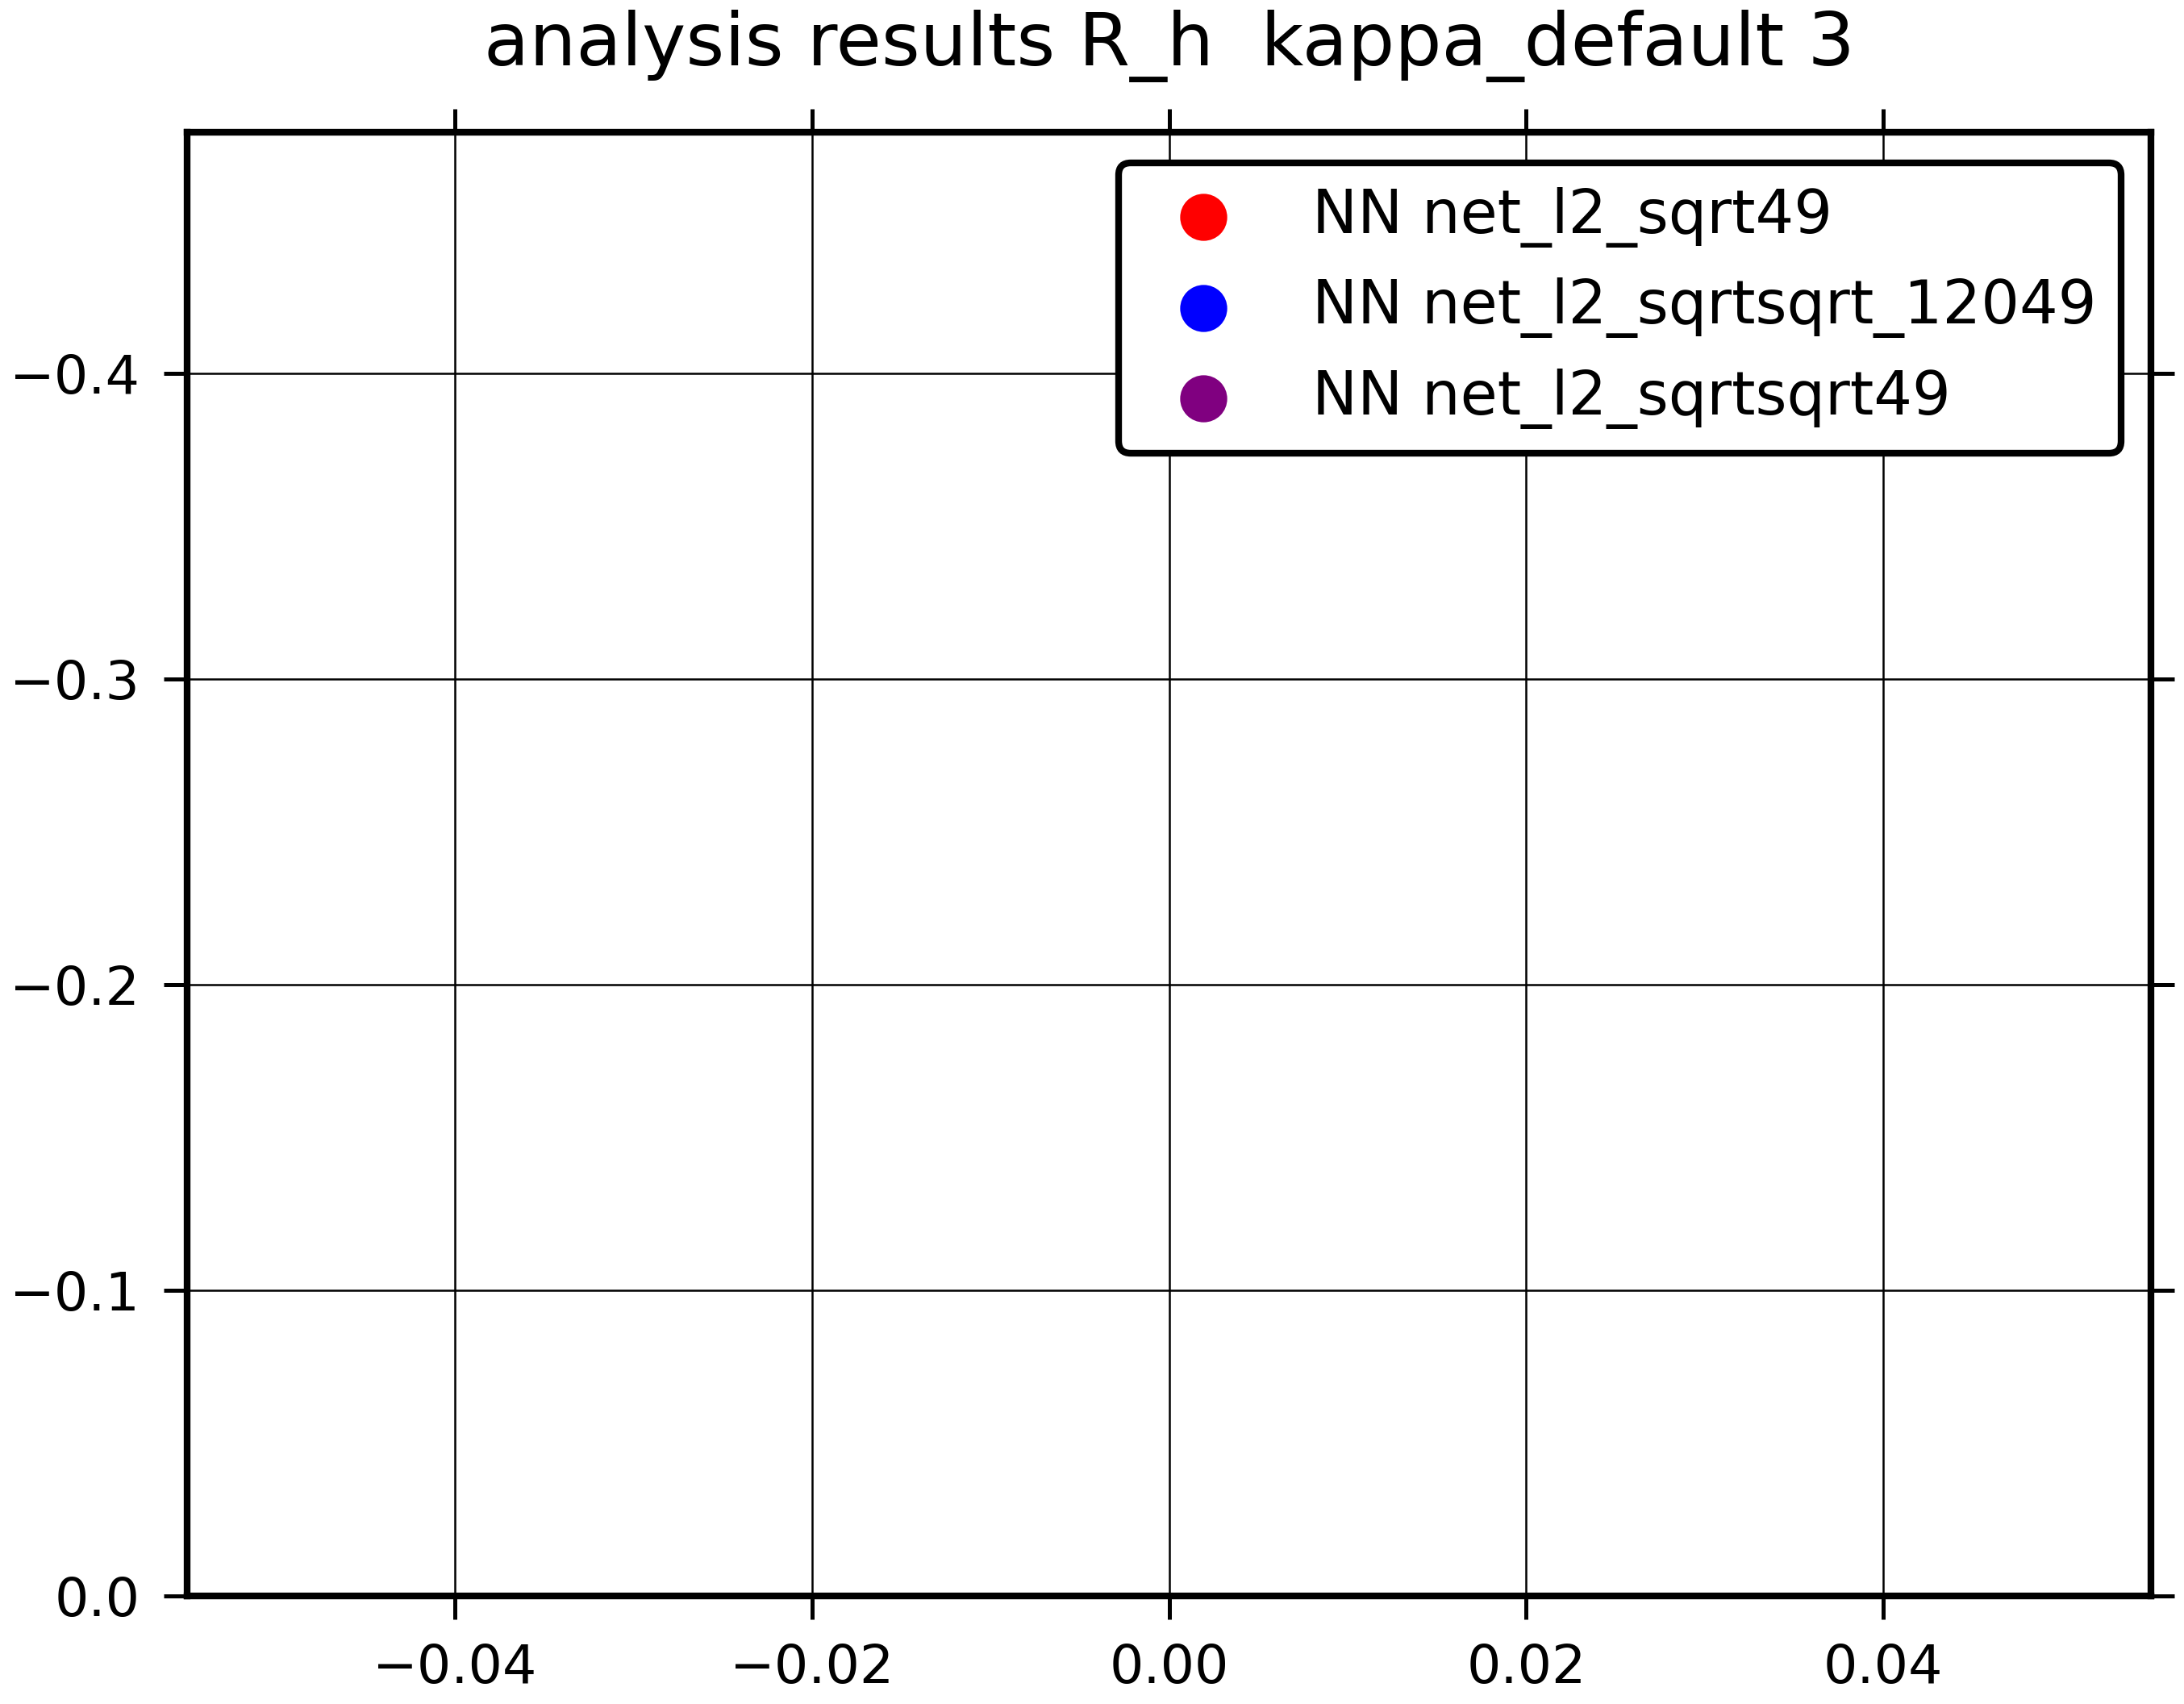 analysis results R_h  kappa_default 3
NN net_l2_sqrt49
NN net_l2_sqrtsqrt_12049
NN net_l2_sqrtsqrt49
−0.4
−0.3
−0.2
−0.1
0.0
−0.04
−0.02
0.00
0.02
0.04